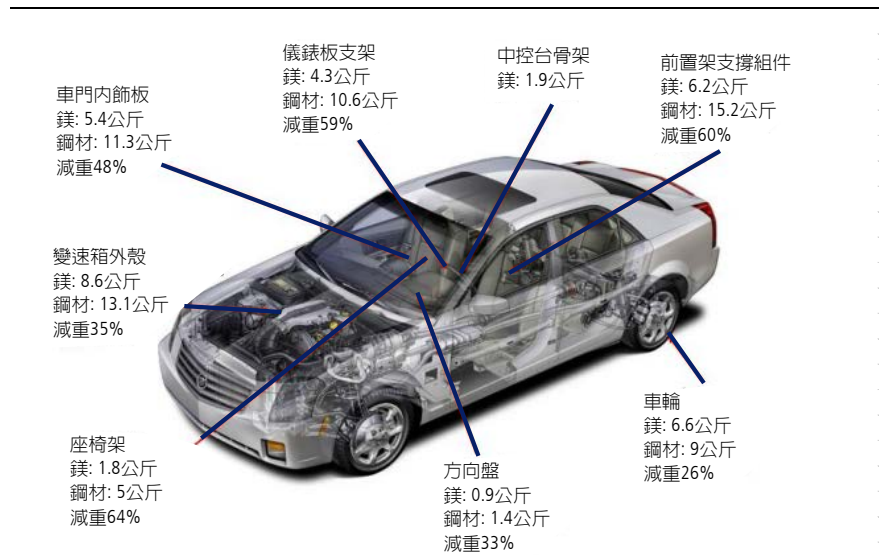 儀錶板支架
鎂: 4.3公斤
鋼材: 10.6公斤
減重59%
中控台骨架
鎂: 1.9公斤
前置架支撐組件
鎂: 6.2公斤
鋼材: 15.2公斤
減重60%
車門內飾板
鎂: 5.4公斤
鋼材: 11.3公斤
減重48%
變速箱外殼
鎂: 8.6公斤
鋼材: 13.1公斤
減重35%
座椅架
鎂: 1.8公斤
鋼材: 5公斤
減重64%
方向盤
鎂: 0.9公斤
鋼材: 1.4公斤
減重33%
車輪
鎂: 6.6公斤
鋼材: 9公斤
減重26%